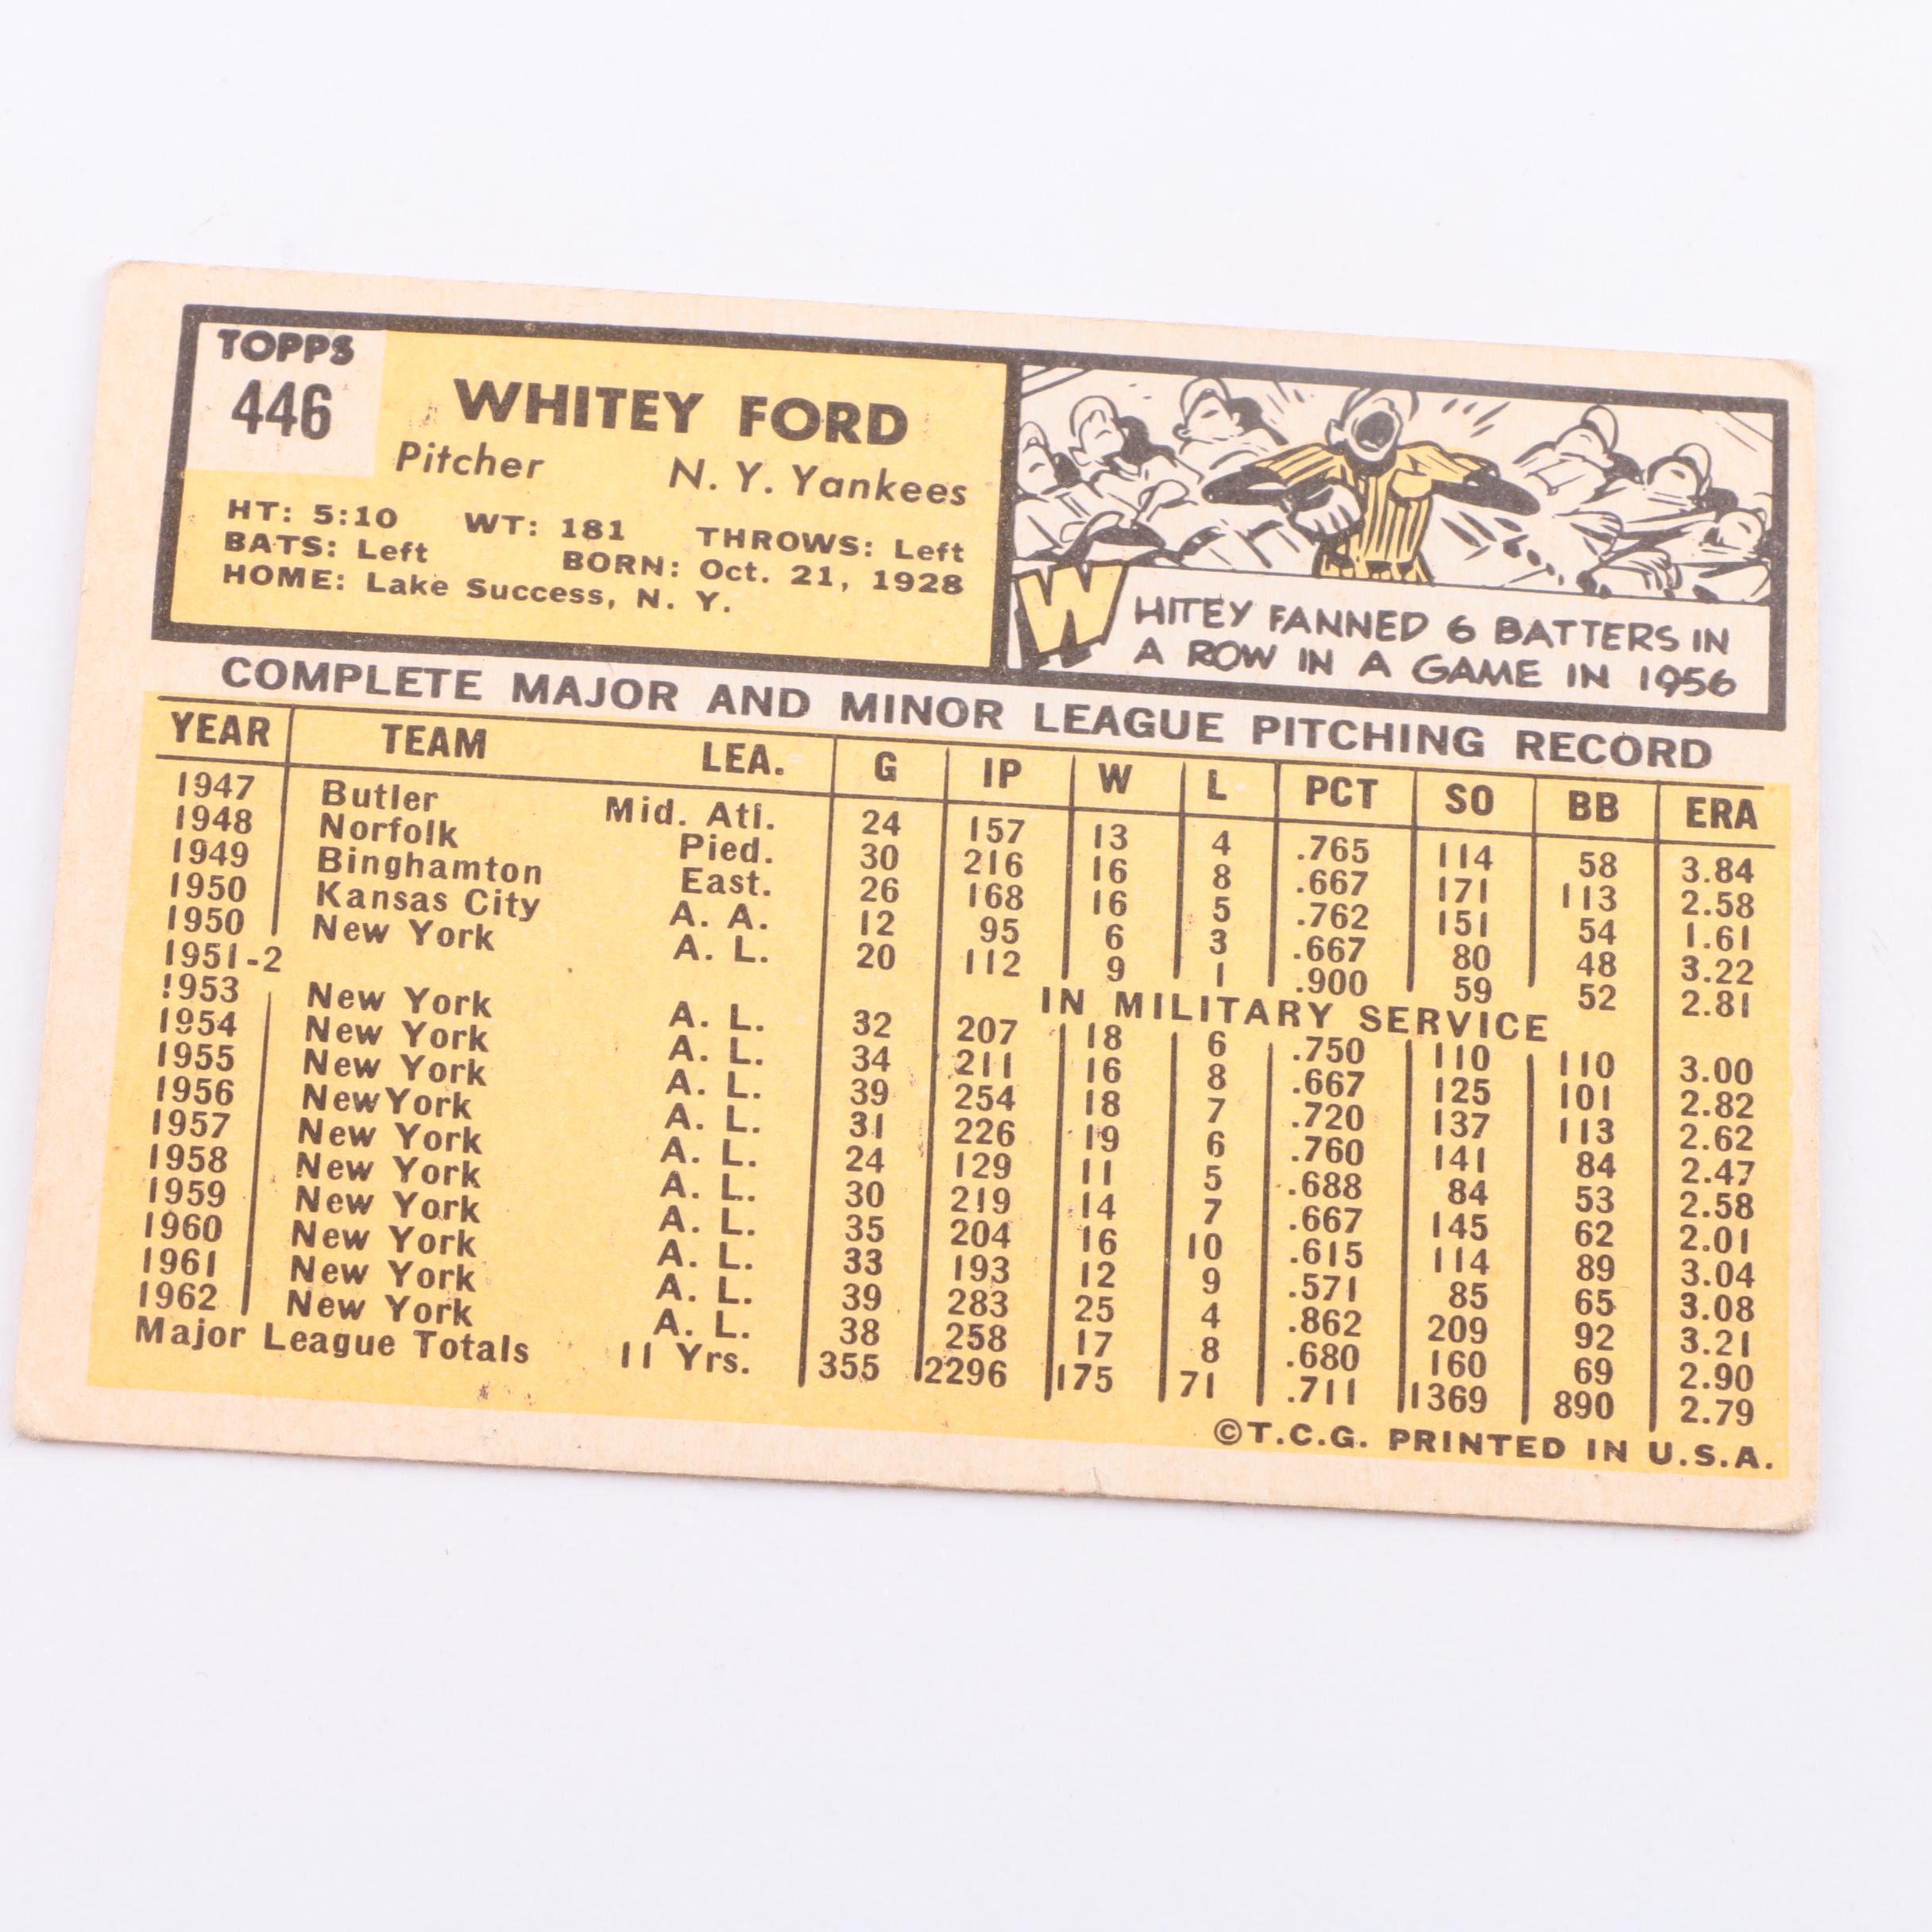 TOPPS
446
WHITEY FORD
Pitcher N. Y. Yankees
HT: 5:10 WT: 181 THROWS: Left
BATS: Left BORN: Oct. 21, 1928
HOME: Lake Success, N. Y.
WHITEY FANNED 6 BATTERS IN
A ROW IN A GAME IN 1956
COMPLETE MAJOR AND MINOR LEAGUE PITCHING RECORD
YEAR TEAM LEA. G IP W L PCT SO BB ERA
1947 Butler Mid. Atl. 24 157 13 4 .765 114 58 3.84
1948 Norfolk Pied. 30 216 16 8 .667 171 113 2.58
1949 Binghamton East. 26 168 16 5 .762 151 54 1.61
1950 Kansas City A. A. 12 95 6 3 .667 80 48 3.22
1950 New York A. L. 20 112 9 1 .900 59 52 2.81
1951-2 IN MILITARY SERVICE
1953 New York A. L. 32 207 18 6 .750 110 110 3.00
1954 New York A. L. 34 211 16 8 .667 125 101 2.82
1955 New York A. L. 39 254 18 7 .720 137 113 2.62
1956 NewYork A. L. 31 226 19 6 .760 141 84 2.47
1957 New York A. L. 24 129 11 5 .688 84 53 2.58
1958 New York A. L. 30 219 14 7 .667 145 62 2.01
1959 New York A. L. 35 204 16 10 .615 114 89 3.04
1960 New York A. L. 33 193 12 9 .571 85 65 3.08
1961 New York A. L. 39 283 25 4 .862 209 92 3.21
1962 New York A. L. 38 258 17 8 .680 160 69 2.90
Major League Totals 11 Yrs. 355 2296 175 71 .711 1369 890 2.79
©T.C.G. PRINTED IN U.S.A.